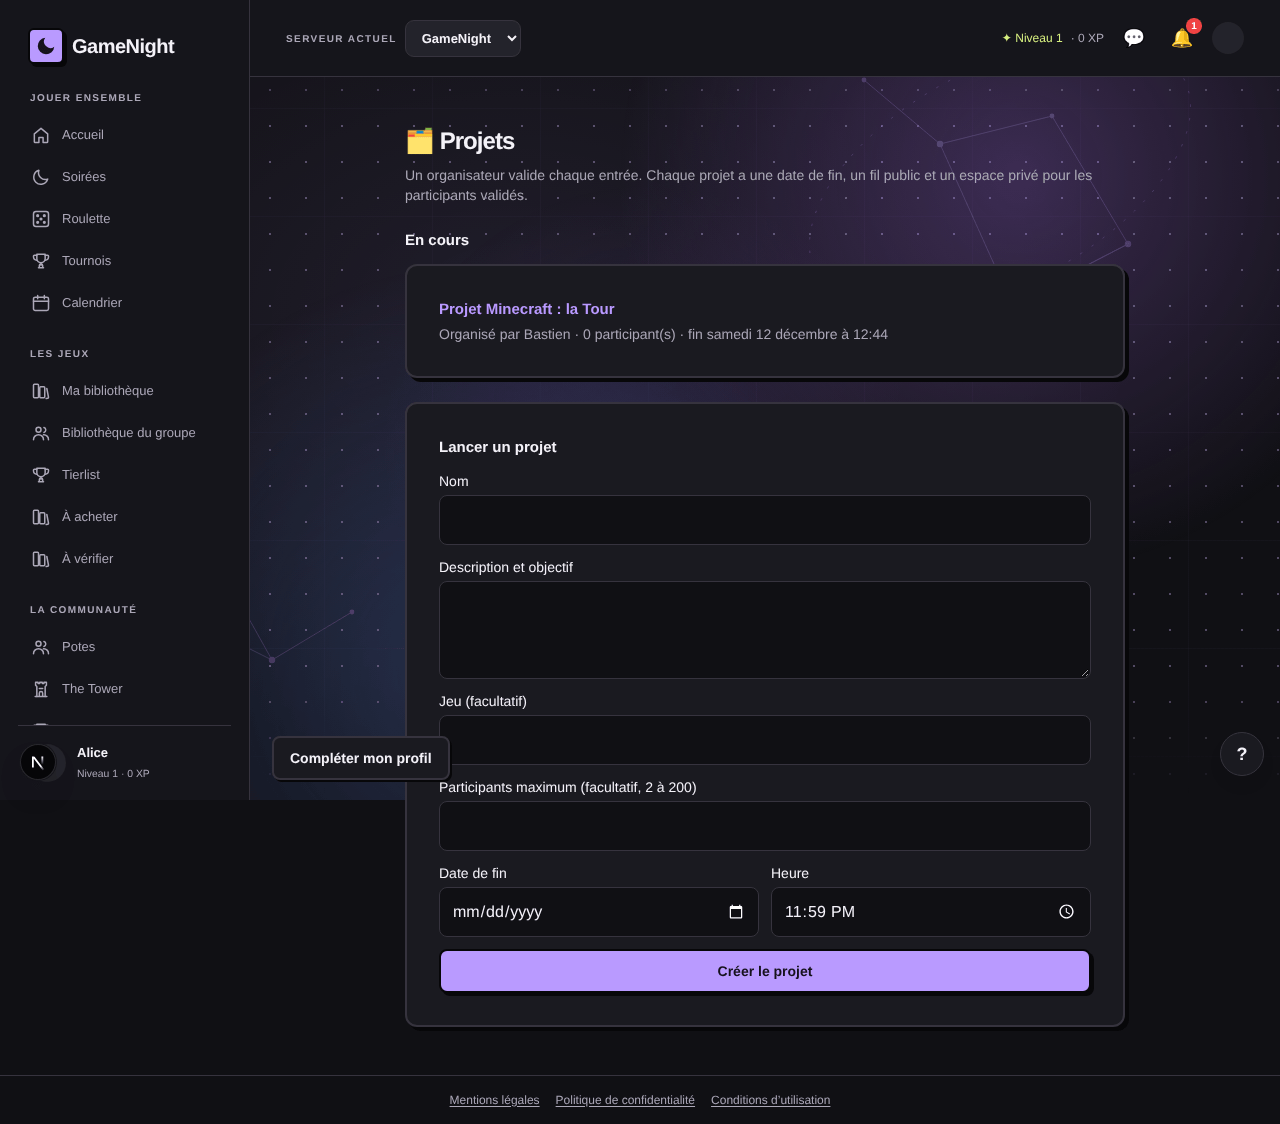 GameNight
JOUER ENSEMBLE
Accueil
Soirées
Roulette
Tournois
Calendrier
LES JEUX
Ma bibliothèque
Bibliothèque du groupe
Tierlist
À acheter
À vérifier
LA COMMUNAUTÉ
Potes
The Tower
N
Alice
Niveau 1 · 0 XP
SERVEUR ACTUEL
GameNight
✦ Niveau 1 · 0 XP
1
Projets
Un organisateur valide chaque entrée. Chaque projet a une date de fin, un fil public et un espace privé pour les
participants validés.
En cours
Projet Minecraft : la Tour
Organisé par Bastien · 0 participant(s) · fin samedi 12 décembre à 12:44
Lancer un projet
Nom
Description et objectif
Jeu (facultatif)
Compléter mon profil
?
Participants maximum (facultatif, 2 à 200)
Date de fin
Heure
mm/dd/yyyy
11:59 PM
Créer le projet
Mentions légales
Politique de confidentialité
Conditions d’utilisation